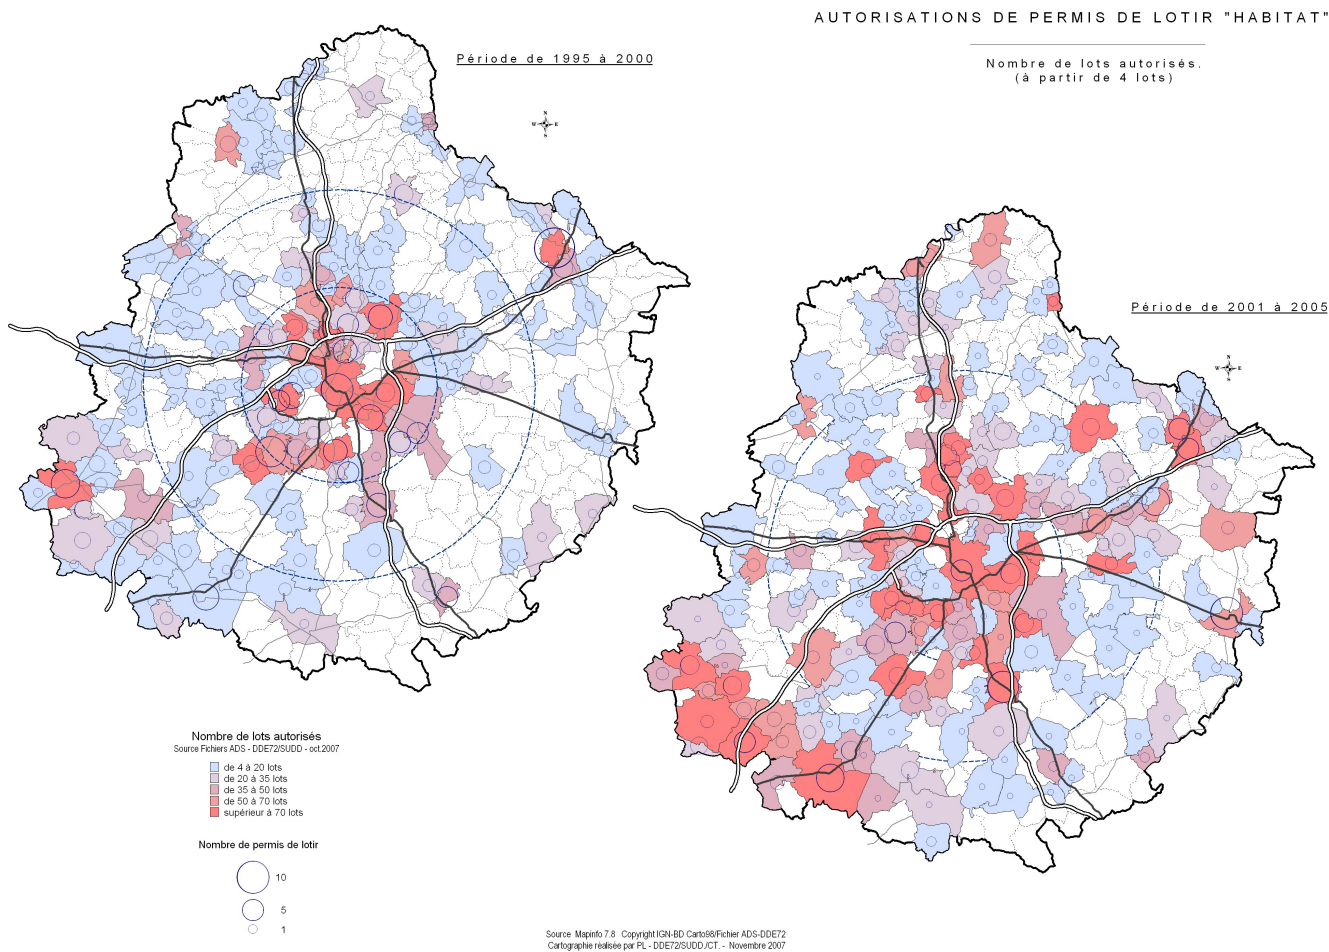 AUTORISATIONS DE PERMIS DE LOTIR "HABITAT"
Nombre de lots autorisés.
(à partir de 4 lots)
Période de 1995 à 2000
N
W E
S
Période de 2001 à 2005
N
W E
S
Nombre de lots autorisés
Source Fichiers ADS - DDE72/SUDD - oct.2007
de 4 à 20 lots
de 20 à 35 lots
de 35 à 50 lots
de 50 à 70 lots
supérieur à 70 lots
Nombre de permis de lotir
10
5
1
Source Mapinfo 7.8 Copyright IGN-BD Carto98/Fichier ADS-DDE72
Cartographie réalisée par PL - DDE72/SUDD./CT. - Novembre 2007